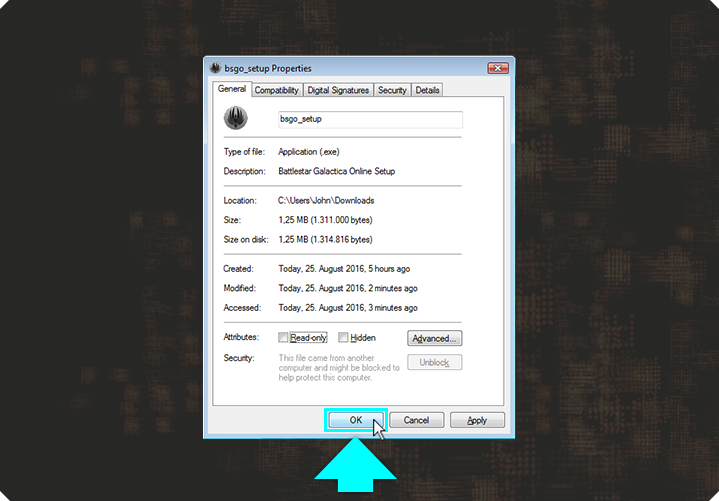 bsgo_setup Properties
General Compatibility Digital Signatures Security Details
bsgo_setup
Type of file: Application (.exe)
Description: Battlestar Galactica Online Setup
Location: C:\Users\John\Downloads
Size: 1,25 MB (1.311.000 bytes)
Size on disk: 1,25 MB (1.314.816 bytes)
Created: Today, 25. August 2016, 5 hours ago
Modified: Today, 25. August 2016, 2 minutes ago
Accessed: Today, 25. August 2016, 3 minutes ago
Attributes: Read-only Hidden Advanced...
Security: This file came from another
computer and might be blocked to
help protect this computer.
Unblock
OK Cancel Apply